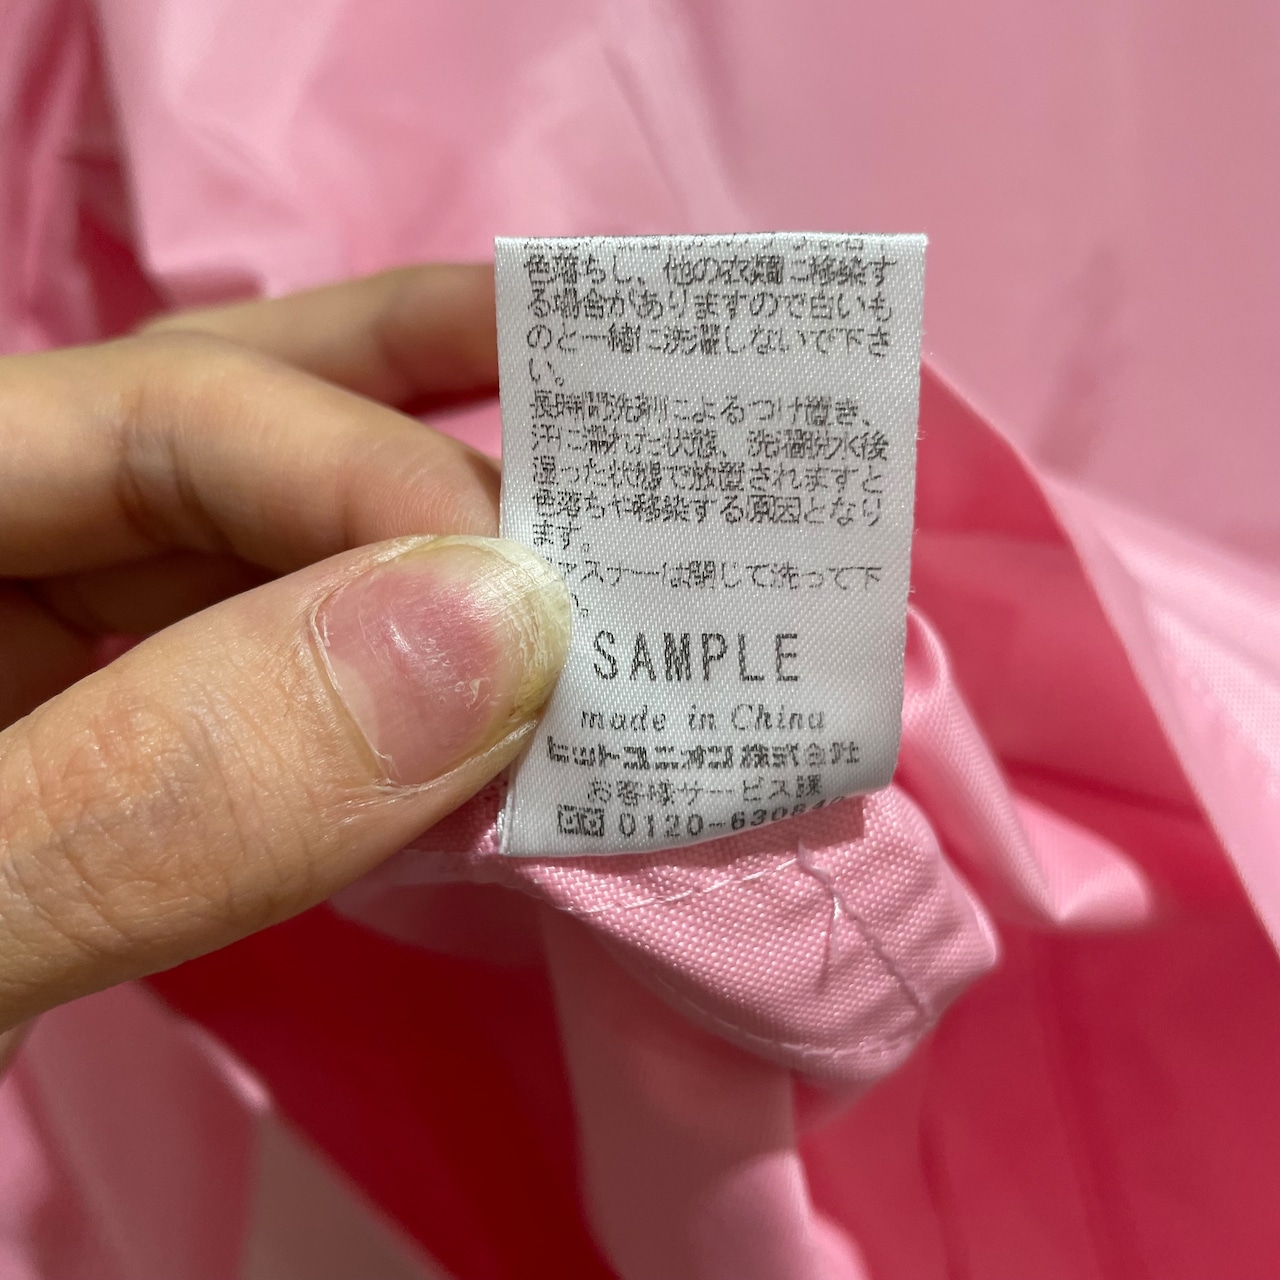 色落ちし、他の衣類に移染す
る場合がありますので白いも
のと一緒に洗濯しないで下さ
い。
長時間洗剤によるつけ置き、
汗に濡れた状態、洗濯脱水後
湿った状態で放置されますと
色落ちや移染する原因となり
ます。
ァスナーは閉じて洗って下
い。
SAMPLE
made in China
ヒットユニオン株式会社
お客様サービス課
0120-6306